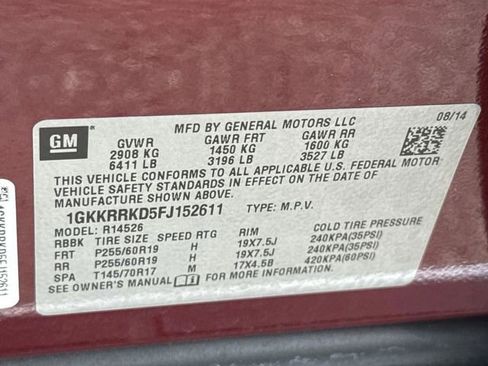 08/14
MFD BY GENERAL MOTORS LLC
GM
GVWR GAWR FRT GAWR RR
2908 KG 1450 KG 1600 KG
6411 LB 3196 LB 3527 LB
THIS VEHICLE CONFORMS TO ALL APPLICABLE U.S. FEDERAL MOTOR
VEHICLE SAFETY STANDARDS IN EFFECT ON THE DATE OF
MANUFACTURE SHOWN ABOVE.
1GKKRRKD5FJ152611 TYPE: M.P.V.
MODEL: R14526
RBBK TIRE SIZE SPEED RTG RIM COLD TIRE PRESSURE
FRT P255/60R19 H 19X7.5J 240KPA(35PSI)
RR P255/60R19 H 19X7.5J 240KPA(35PSI)
SPA T145/70R17 M 17X4.5B 420KPA(60PSI)
SEE OWNER'S MANUAL FOR MORE INFORMATION.